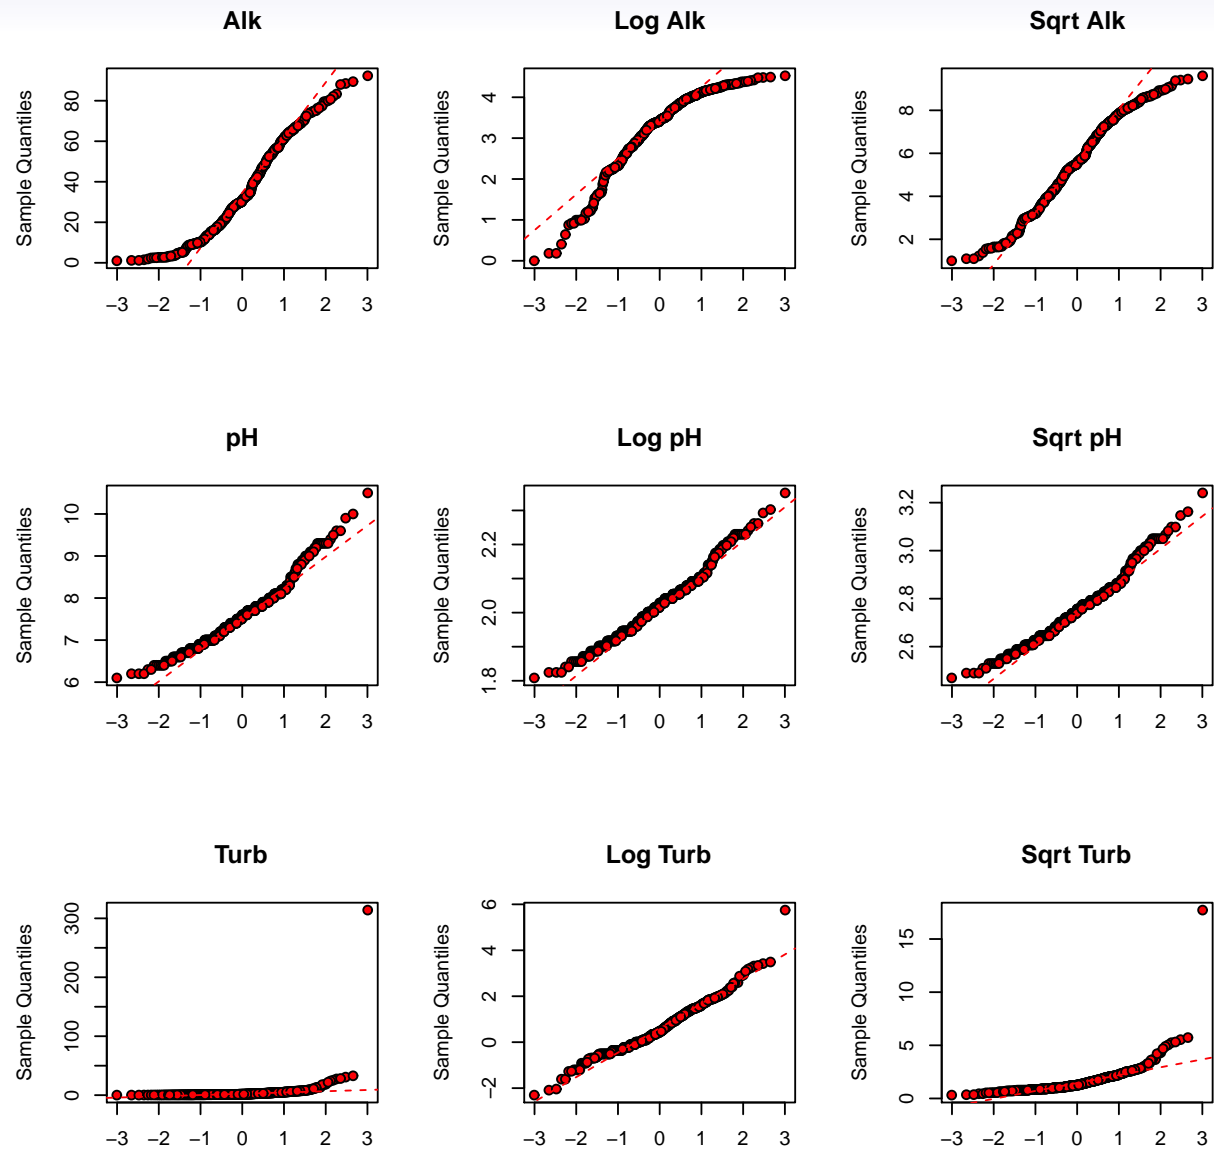 Alk
Log Alk
Sqrt Alk
Sample Quantiles
0 20 40 60 80
−3 −2 −1 0 1 2 3
Sample Quantiles
0 1 2 3 4
−3 −2 −1 0 1 2 3
Sample Quantiles
2 4 6 8
−3 −2 −1 0 1 2 3
pH
Log pH
Sqrt pH
Sample Quantiles
6 7 8 9 10
−3 −2 −1 0 1 2 3
Sample Quantiles
1.8 2.0 2.2
−3 −2 −1 0 1 2 3
Sample Quantiles
2.6 2.8 3.0 3.2
−3 −2 −1 0 1 2 3
Turb
Log Turb
Sqrt Turb
Sample Quantiles
0 100 200 300
−3 −2 −1 0 1 2 3
Sample Quantiles
−2 0 2 4 6
−3 −2 −1 0 1 2 3
Sample Quantiles
0 5 10 15
−3 −2 −1 0 1 2 3